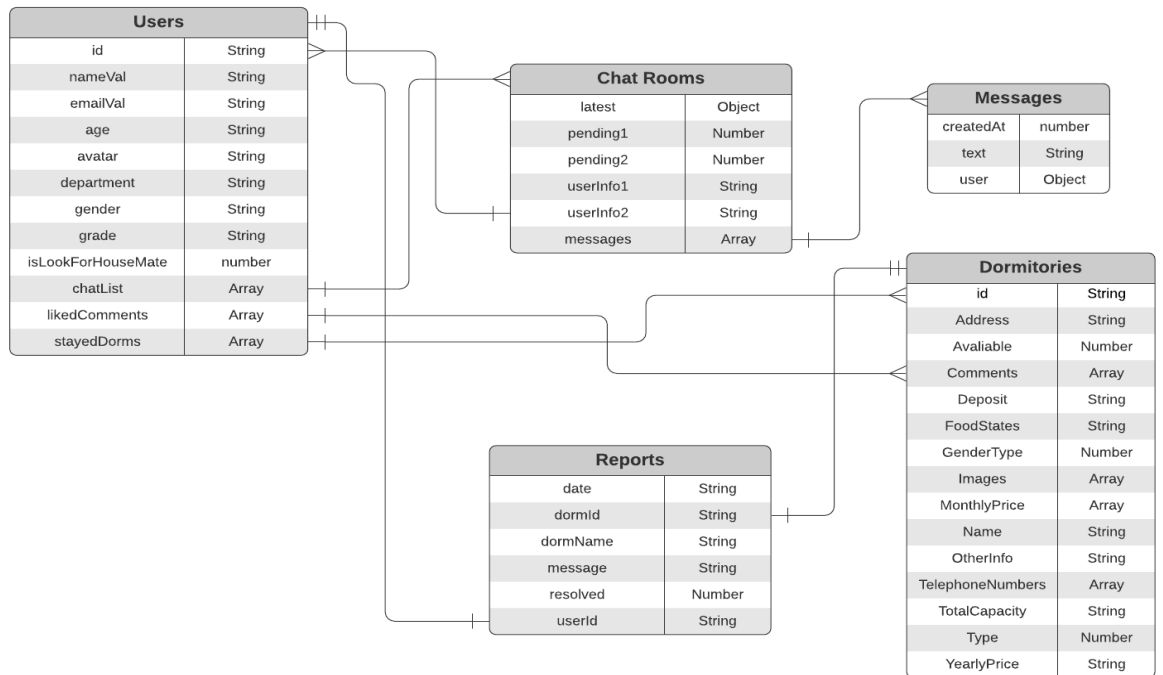 Users
id String
nameVal String
emailVal String
age String
avatar String
department String
gender String
grade String
isLookForHouseMate number
chatList Array
likedComments Array
stayedDorms Array
Chat Rooms
latest Object
pending1 Number
pending2 Number
userInfo1 String
userInfo2 String
messages Array
Messages
createdAt number
text String
user Object
Dormitories
id String
Address String
Avaliable Number
Comments Array
Deposit String
FoodStates String
GenderType Number
Images Array
MonthlyPrice Array
Name String
OtherInfo String
TelephoneNumbers Array
TotalCapacity String
Type Number
YearlyPrice String
Reports
date String
dormId String
dormName String
message String
resolved Number
userId String